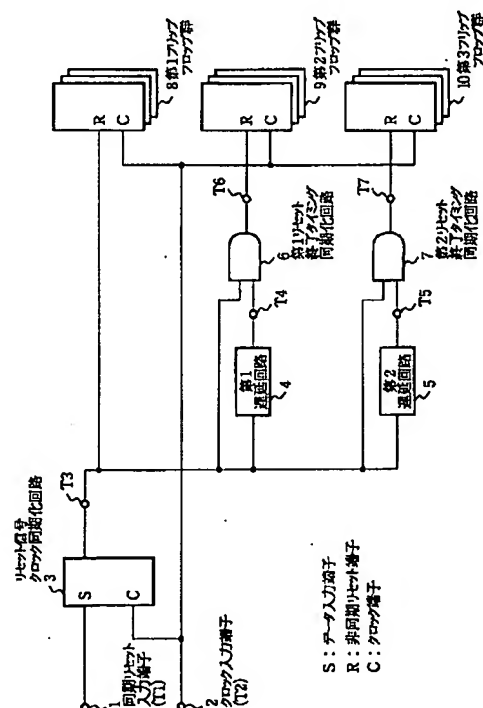 1
同期リセット
入力端子
(T1)
2
クロック入力端子
(T2)
リセット信号
クロック同期化回路
3
S
C
T3
第1
遅延回路
4
第2
遅延回路
5
T4
T5
6 第1リセット
終了タイミング
同期化回路
7 第2リセット
終了タイミング
同期化回路
T6
T7
R
C
8 第1フリップ
フロップ群
R
C
9 第2フリップ
フロップ群
R
C
10 第3フリップ
フロップ群
S : データ入力端子
R : 非同期リセット端子
C : クロック端子